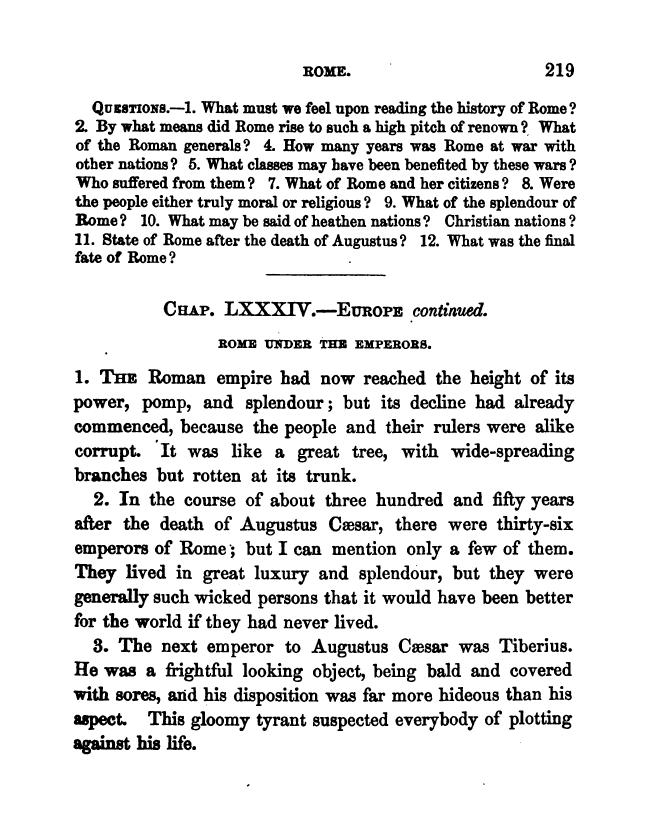 ROME. 219
QUESTIONS.—1. What must we feel upon reading the history of Rome?
2. By what means did Rome rise to such a high pitch of renown? What
of the Roman generals? 4. How many years was Rome at war with
other nations? 5. What classes may have been benefited by these wars?
Who suffered from them? 7. What of Rome and her citizens? 8. Were
the people either truly moral or religious? 9. What of the splendour of
Rome? 10. What may be said of heathen nations? Christian nations?
11. State of Rome after the death of Augustus? 12. What was the final
fate of Rome?
CHAP. LXXXIV.—EUROPE continued.
ROME UNDER THE EMPERORS.
1. THE Roman empire had now reached the height of its
power, pomp, and splendour; but its decline had already
commenced, because the people and their rulers were alike
corrupt. It was like a great tree, with wide-spreading
branches but rotten at its trunk.
2. In the course of about three hundred and fifty years
after the death of Augustus Cæsar, there were thirty-six
emperors of Rome; but I can mention only a few of them.
They lived in great luxury and splendour, but they were
generally such wicked persons that it would have been better
for the world if they had never lived.
3. The next emperor to Augustus Cæsar was Tiberius.
He was a frightful looking object, being bald and covered
with sores, and his disposition was far more hideous than his
aspect. This gloomy tyrant suspected everybody of plotting
against his life.